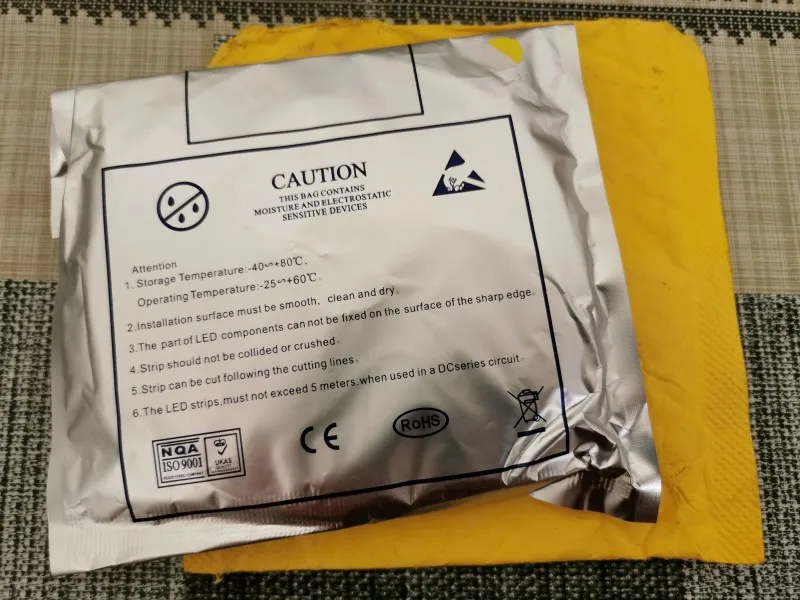 CAUTION
THIS BAG CONTAINS
MOISTURE AND ELECTROSTATIC
SENSITIVE DEVICES
Attention
1. Storage Temperature:-40∽+80℃。
Operating Temperature:-25∽+60℃。
2.Installation surface must be smooth、clean and dry。
3.The part of LED components can not be fixed on the surface of the sharp edge。
4.Strip should not be collided or crushed。
5.Strip can be cut following the cutting lines。
6.The LED strips,must not exceed 5 meters,when used in a DCseries circuit。
NQA
ISO 9001
UKAS
CE
RoHS